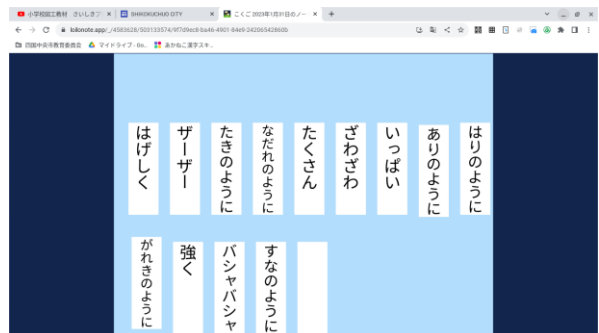 小学校図工教材 さいしきフ
SHIKOKUCHUO CITY
こくご 2023年1月31日のノー
loilonote.app/_/4583628/503133574/
四国中央市教育委員会
マイドライブ - Go..
あかねこ漢字スキ..
はりのように
ありのように
いっぱい
ざわざわ
たくさん
なだれのように
たきのように
ザーザー
はげしく
すなのように
バシャバシャ
強く
がれきのように